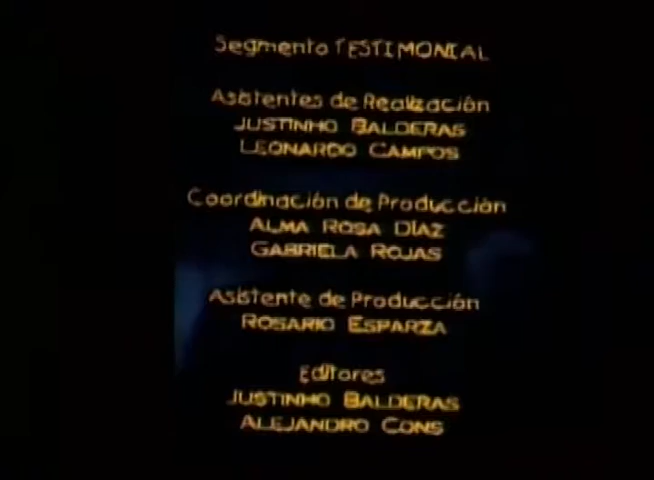 Segmento TESTIMONIAL
Asistentes de Realización
JUSTINHO BALDERAS
LEONARDO CAMPOS
Coordinación de Producción
ALMA ROSA DÍAZ
GABRIELA ROJAS
Asistente de Producción
ROSARIO ESPARZA
Editores
JUSTINHO BALDERAS
ALEJANDRO CONS